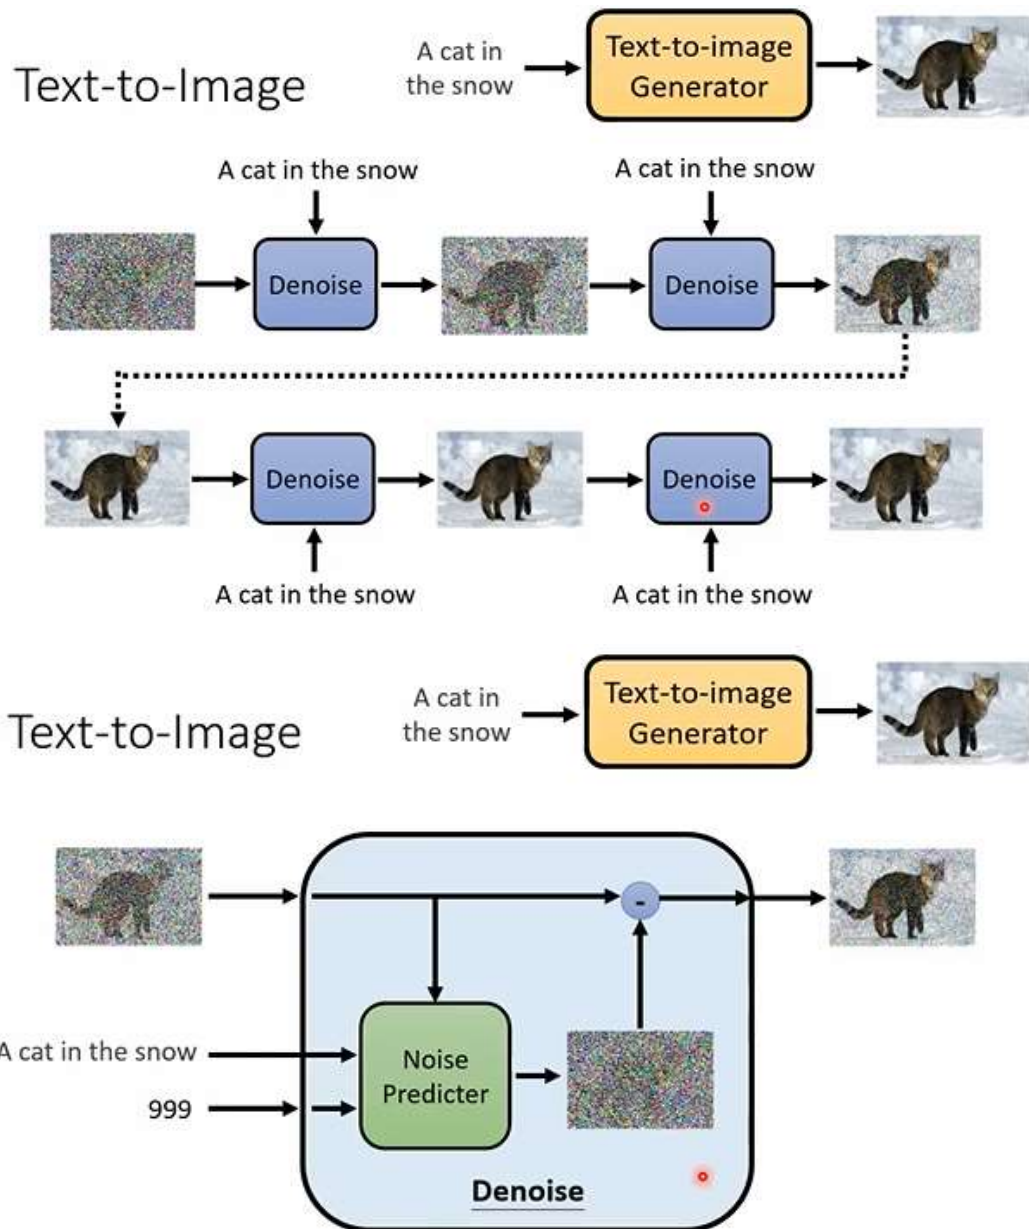 A cat in
the snow
Text-to-image
Generator
Text-to-Image
A cat in the snow
A cat in the snow
Denoise
Denoise
Denoise
Denoise
A cat in the snow
A cat in the snow
A cat in
the snow
Text-to-image
Generator
Text-to-Image
-
A cat in the snow
999
Noise
Predicter
Denoise